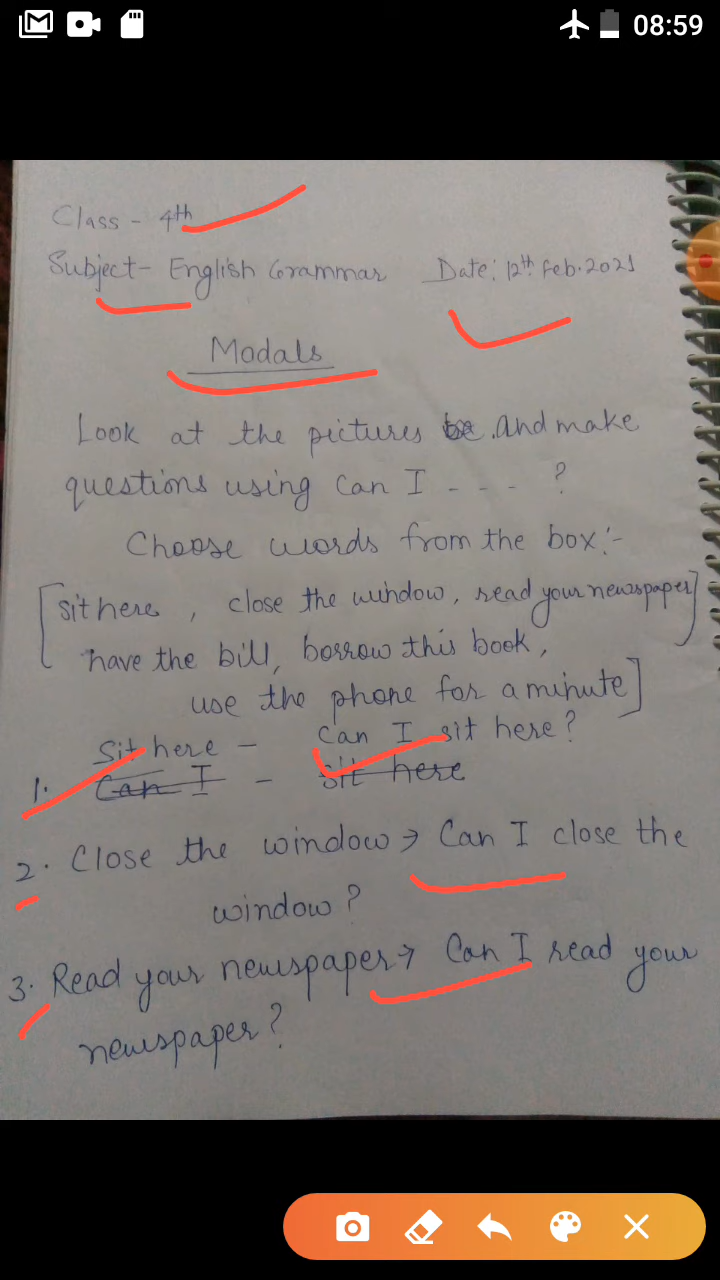 08:59
Class - 4th
Subject- English Grammar Date: 12th Feb. 2021
Modals
Look at the pictures and make
questions using Can I - - - ?
Choose words from the box:-
[sit here , close the window, read your newspaper
have the bill, borrow this book,
use the phone for a minute]
Sit here - Can I sit here?
1. Can I - Sit here
2. Close the window → Can I close the
window?
3. Read your newspaper → Can I read your
newspaper?